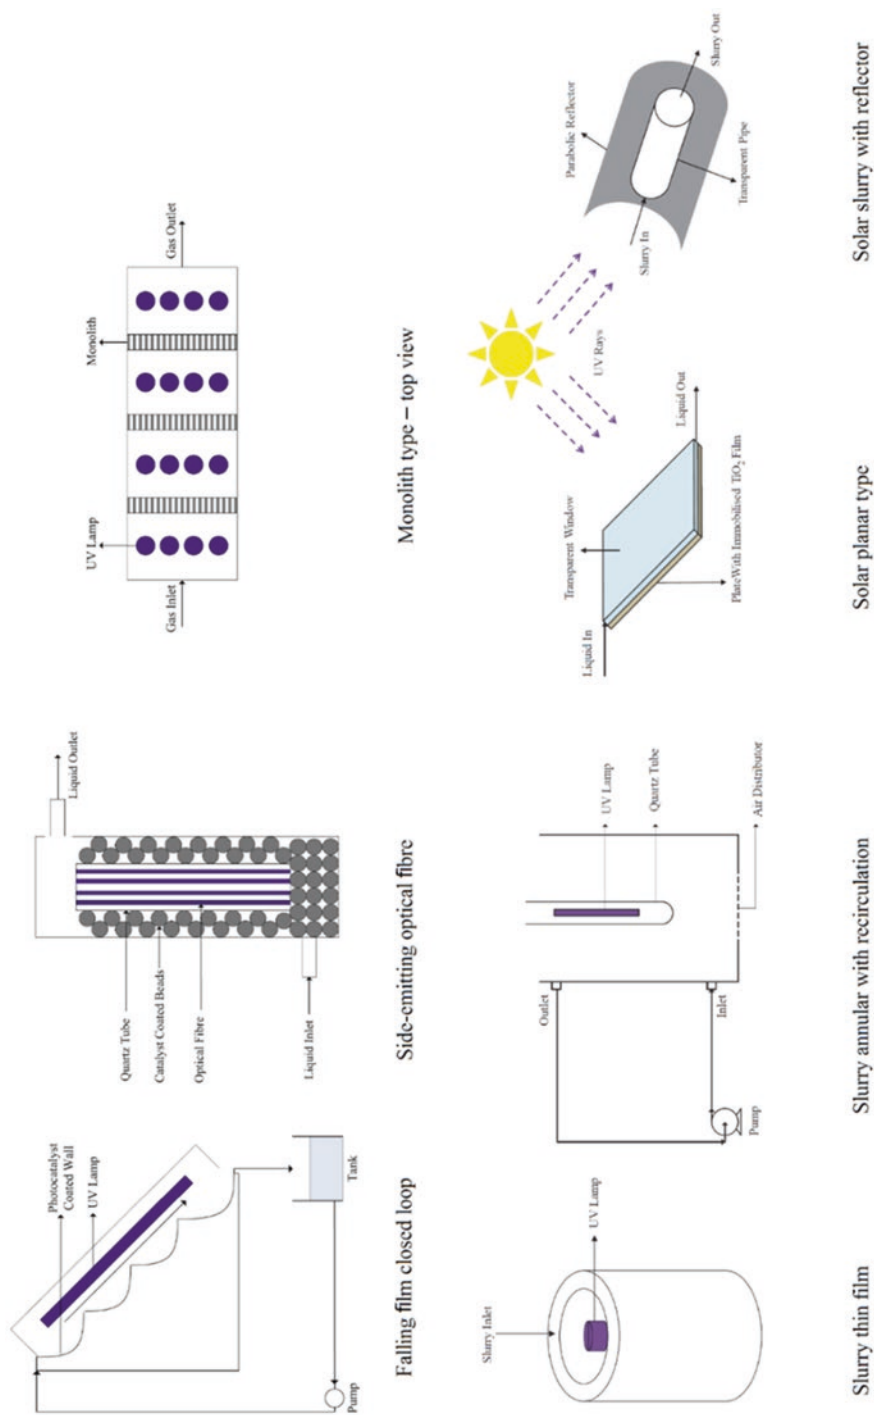 Photocatalyst
Coated Wall
UV Lamp
Tank
Pump
Falling film closed loop
Liquid Outlet
Quartz Tube
Catalyst Coated Beads
Optical Fibre
Liquid Inlet
Side-emitting optical fibre
UV Lamp
Monolith
Gas Inlet
Gas Outlet
Monolith type – top view
Slurry Inlet
UV Lamp
Slurry thin film
Outlet
Inlet
Pump
UV Lamp
Quartz Tube
Air Distributor
Slurry annular with recirculation
Liquid In
Transparent Window
Plate With Immobilised TiO₂ Film
Liquid Out
Solar planar type
UV Rays
Parabolic Reflector
Slurry In
Slurry Out
Transparent Pipe
Solar slurry with reflector